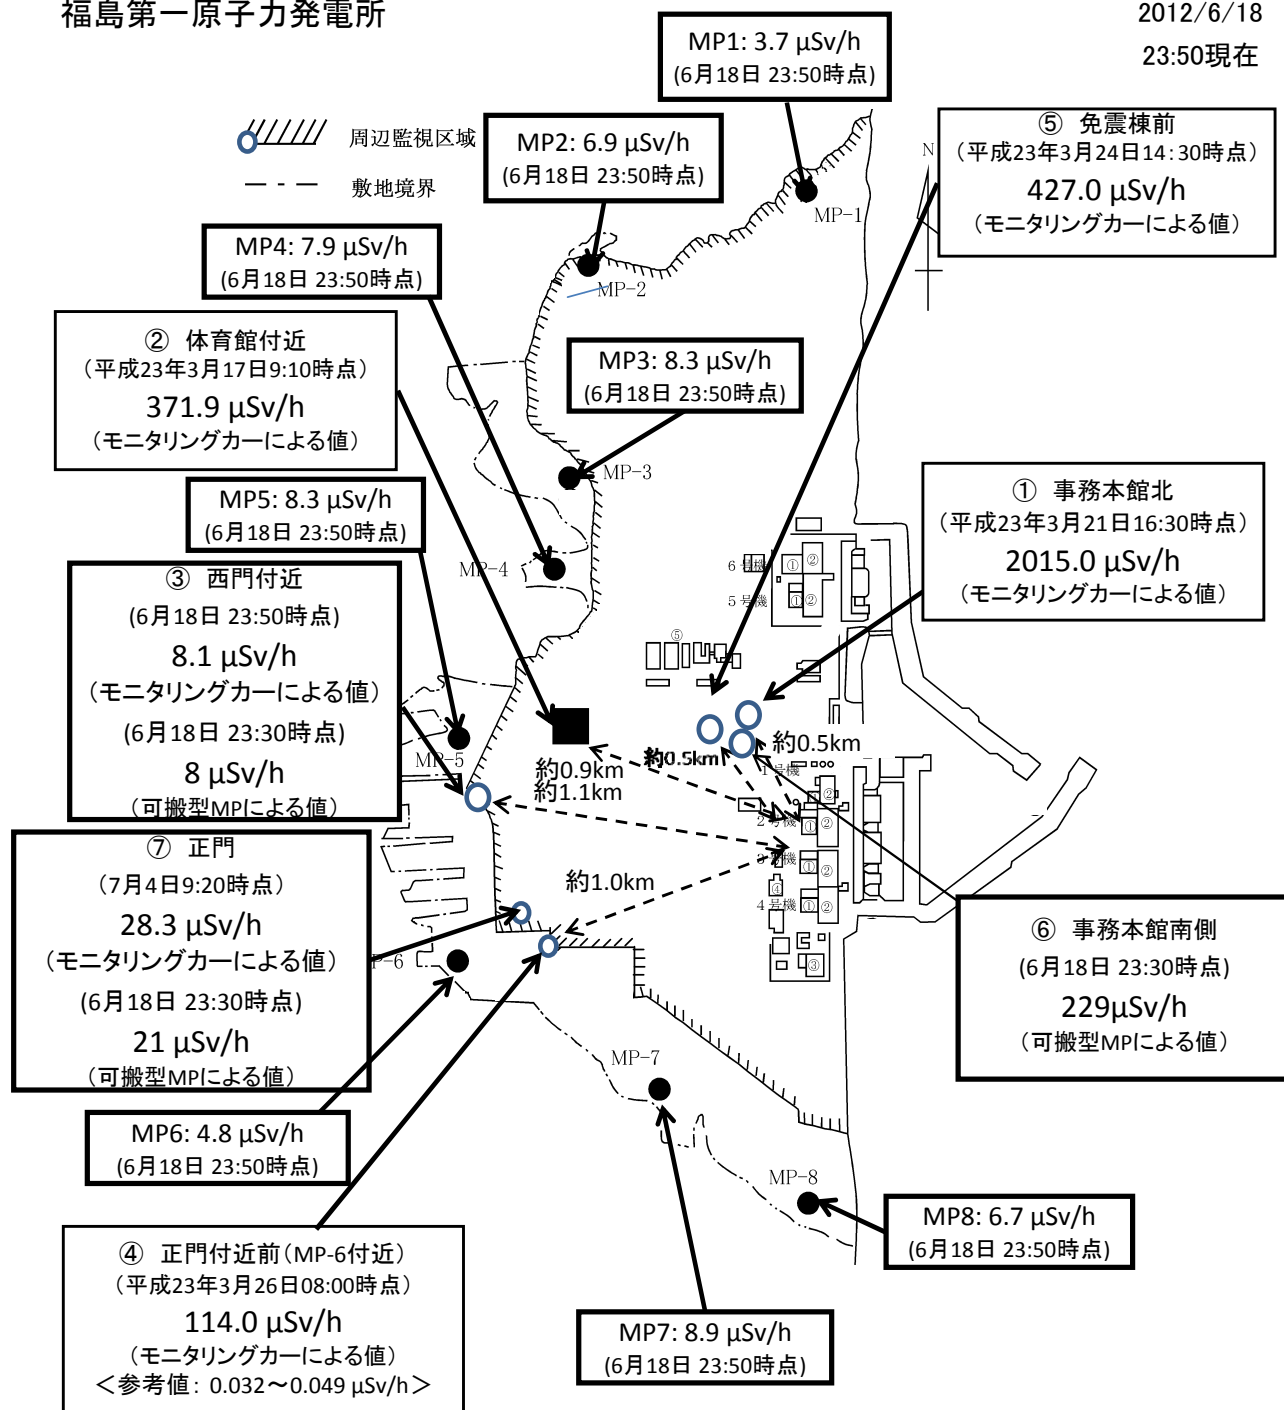 福島第一原子力発電所
2012/6/18
23:50現在
MP1: 3.7 µSv/h
(6月18日 23:50時点)
周辺監視区域
敷地境界
MP2: 6.9 µSv/h
(6月18日 23:50時点)
⑤ 免震棟前
(平成23年3月24日14:30時点)
427.0 µSv/h
(モニタリングカーによる値)
N
MP-1
MP4: 7.9 µSv/h
(6月18日 23:50時点)
MP-2
② 体育館付近
(平成23年3月17日9:10時点)
371.9 µSv/h
(モニタリングカーによる値)
MP3: 8.3 µSv/h
(6月18日 23:50時点)
MP-3
MP5: 8.3 µSv/h
(6月18日 23:50時点)
① 事務本館北
(平成23年3月21日16:30時点)
2015.0 µSv/h
(モニタリングカーによる値)
MP-4
③ 西門付近
(6月18日 23:50時点)
8.1 µSv/h
(モニタリングカーによる値)
(6月18日 23:30時点)
8 µSv/h
(可搬型MPによる値)
6号機
① ②
5号機
① ②
⑤
MP-5
約0.9km
約1.1km
約0.5km
約0.5km
1号機
②
2号機
① ②
3号機
① ②
④
4号機
① ②
③
約1.0km
⑦ 正門
(7月4日9:20時点)
28.3 µSv/h
(モニタリングカーによる値)
(6月18日 23:30時点)
21 µSv/h
(可搬型MPによる値)
P-6
⑥ 事務本館南側
(6月18日 23:30時点)
229µSv/h
(可搬型MPによる値)
MP-7
MP6: 4.8 µSv/h
(6月18日 23:50時点)
MP-8
MP8: 6.7 µSv/h
(6月18日 23:50時点)
④ 正門付近前(MP-6付近)
(平成23年3月26日08:00時点)
114.0 µSv/h
(モニタリングカーによる値)
<参考値: 0.032～0.049 µSv/h>
MP7: 8.9 µSv/h
(6月18日 23:50時点)